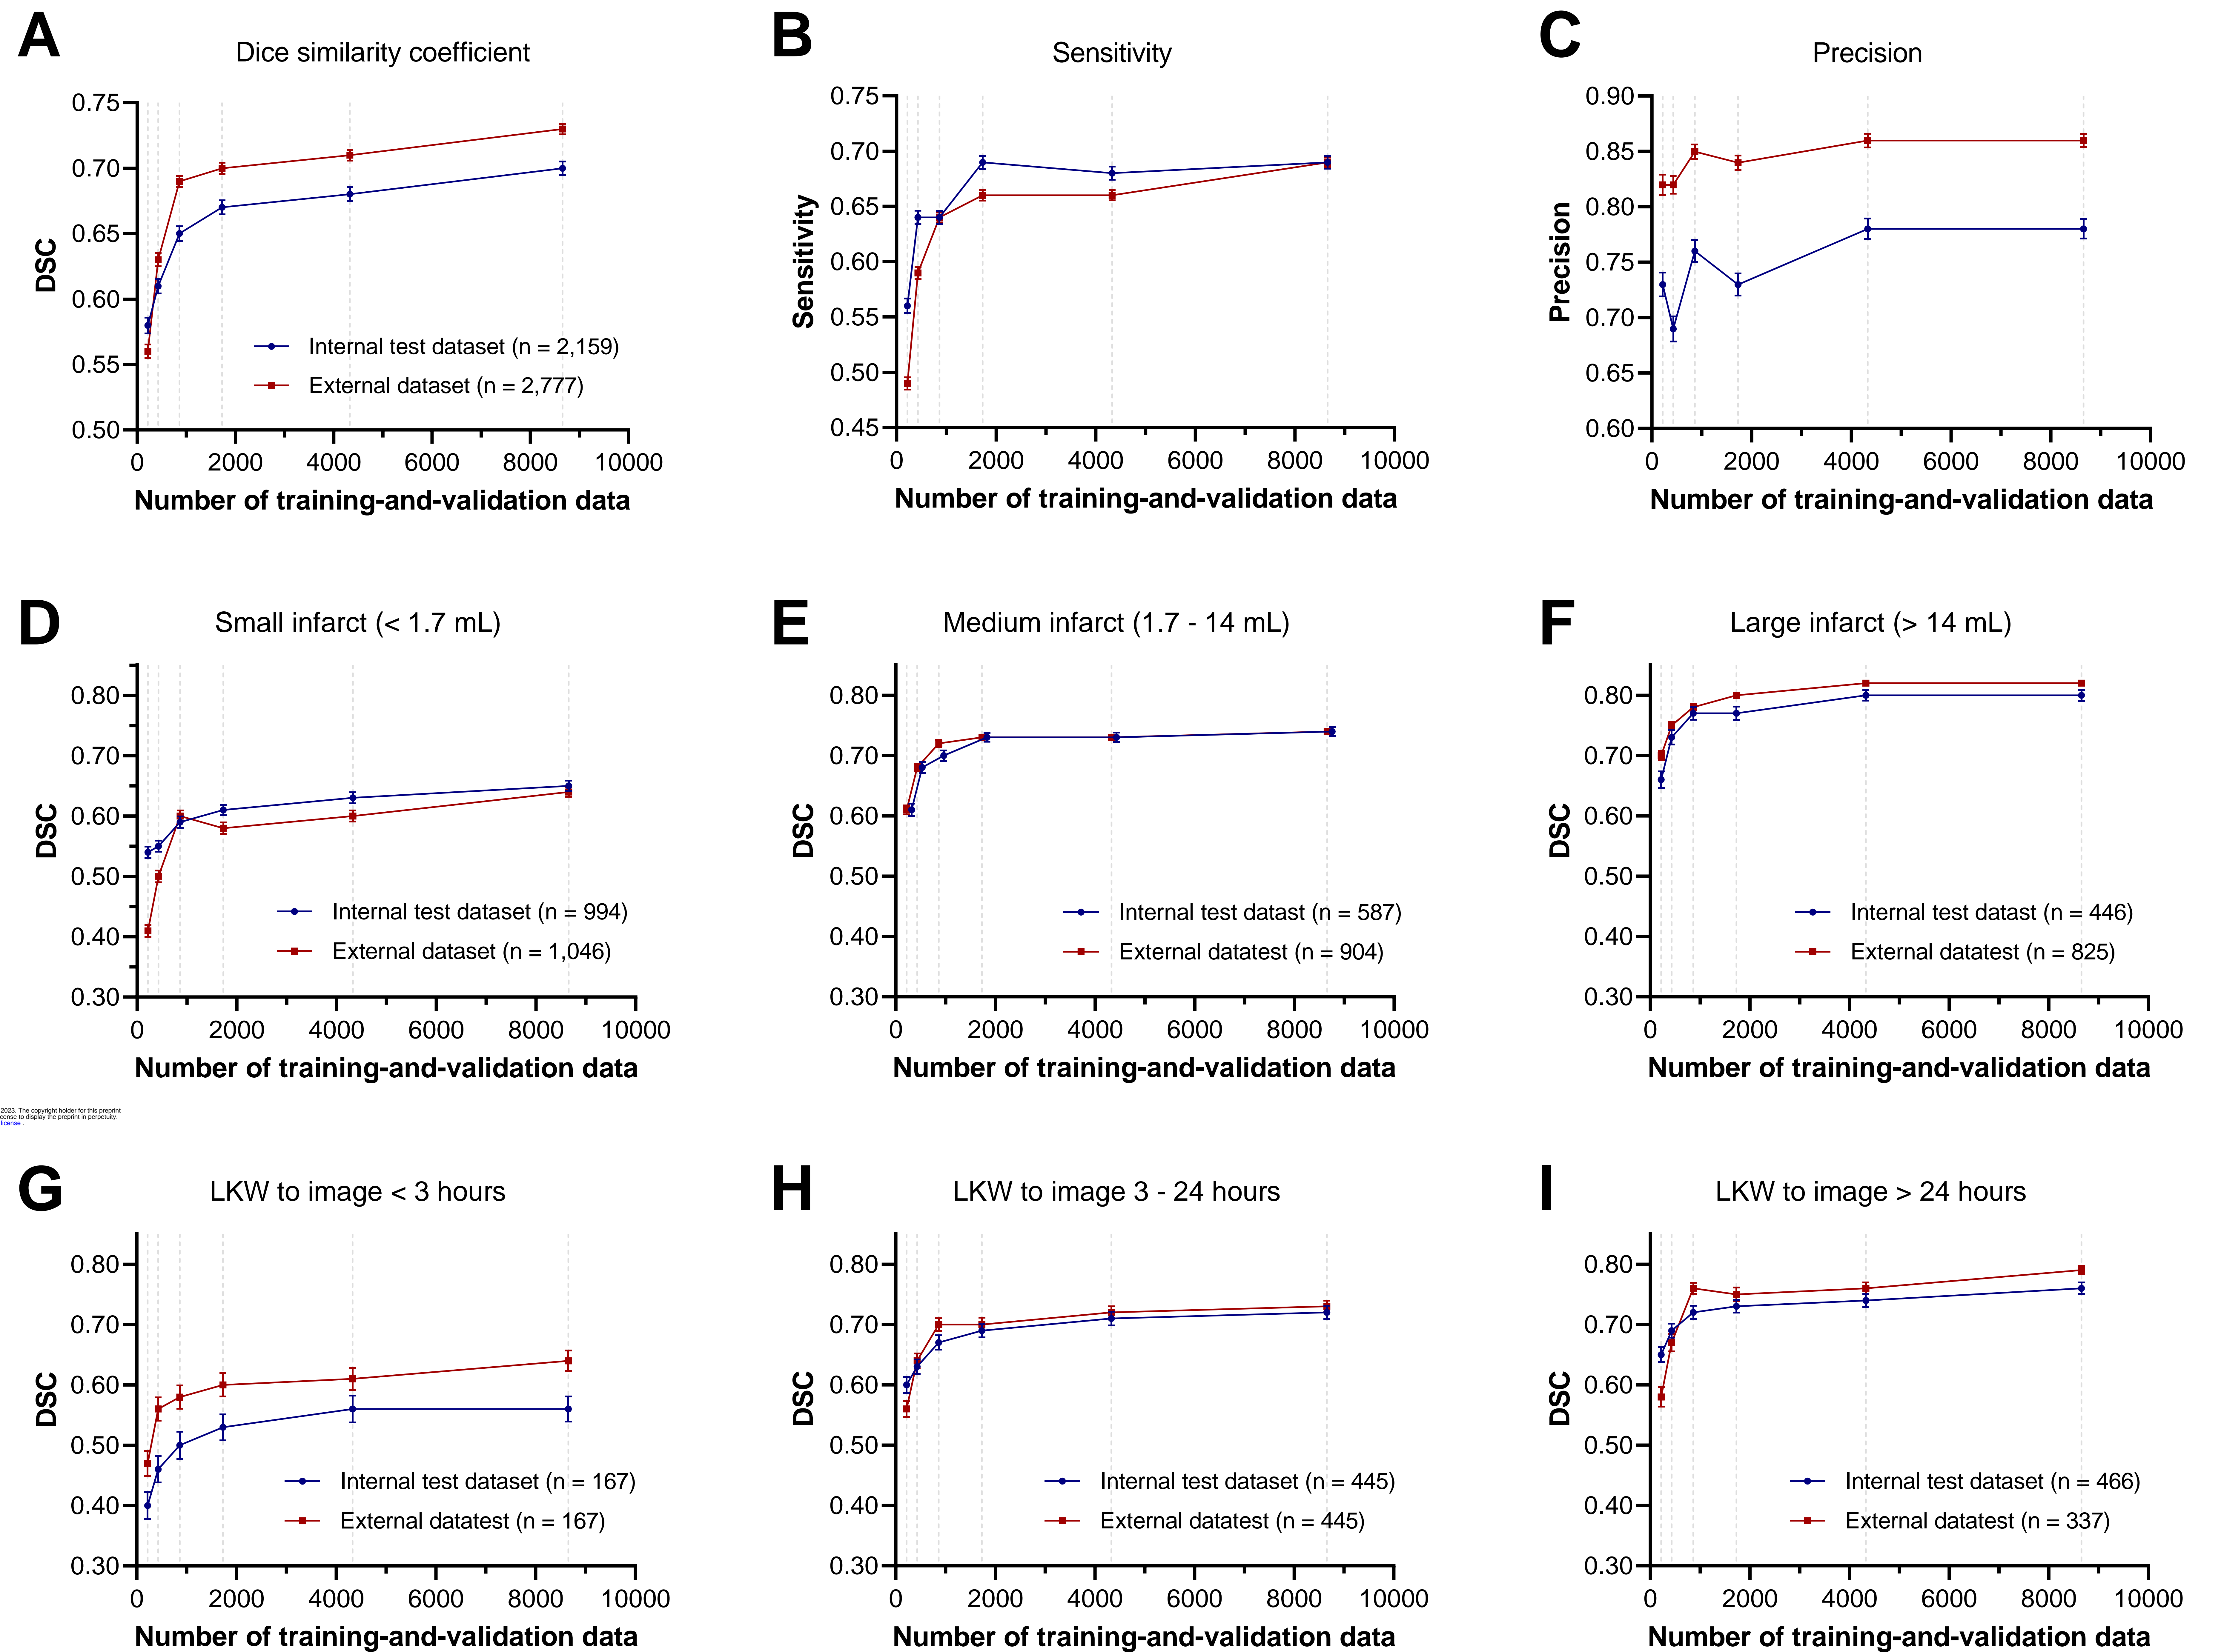 A
Dice similarity coefficient
0.75
0.70
0.65
0.60
0.55
0.50
DSC
Internal test dataset (n = 2,159)
External dataset (n = 2,777)
0 2000 4000 6000 8000 10000
Number of training-and-validation data
B
Sensitivity
0.75
0.70
0.65
0.60
0.55
0.50
0.45
Sensitivity
0 2000 4000 6000 8000 10000
Number of training-and-validation data
C
Precision
0.90
0.85
0.80
0.75
0.70
0.65
0.60
Precision
0 2000 4000 6000 8000 10000
Number of training-and-validation data
D
Small infarct (< 1.7 mL)
0.80
0.70
0.60
0.50
0.40
0.30
DSC
Internal test dataset (n = 994)
External dataset (n = 1,046)
0 2000 4000 6000 8000 10000
Number of training-and-validation data
E
Medium infarct (1.7 - 14 mL)
0.80
0.70
0.60
0.50
0.40
0.30
DSC
Internal test datast (n = 587)
External datatest (n = 904)
0 2000 4000 6000 8000 10000
Number of training-and-validation data
F
Large infarct (> 14 mL)
0.80
0.70
0.60
0.50
0.40
0.30
DSC
Internal test datast (n = 446)
External datatest (n = 825)
0 2000 4000 6000 8000 10000
Number of training-and-validation data
2023. The copyright holder for this preprint
cense to display the preprint in perpetuity.
license .
G
LKW to image < 3 hours
0.80
0.70
0.60
0.50
0.40
0.30
DSC
Internal test dataset (n = 167)
External datatest (n = 167)
0 2000 4000 6000 8000 10000
Number of training-and-validation data
H
LKW to image 3 - 24 hours
0.80
0.70
0.60
0.50
0.40
0.30
DSC
Internal test dataset (n = 445)
External datatest (n = 445)
0 2000 4000 6000 8000 10000
Number of training-and-validation data
I
LKW to image > 24 hours
0.80
0.70
0.60
0.50
0.40
0.30
DSC
Internal test dataset (n = 466)
External datatest (n = 337)
0 2000 4000 6000 8000 10000
Number of training-and-validation data